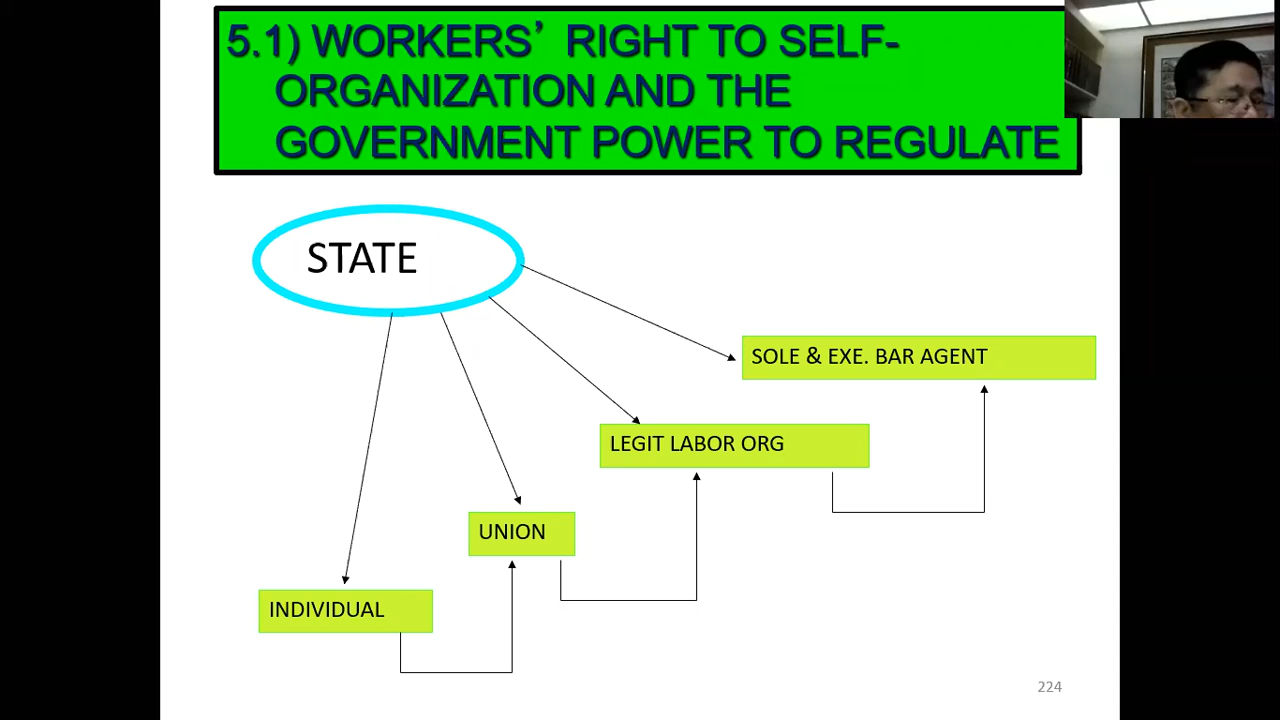 5.1) WORKERS’ RIGHT TO SELF-
ORGANIZATION AND THE
GOVERNMENT POWER TO REGULATE
STATE
SOLE & EXE. BAR AGENT
LEGIT LABOR ORG
UNION
INDIVIDUAL
224